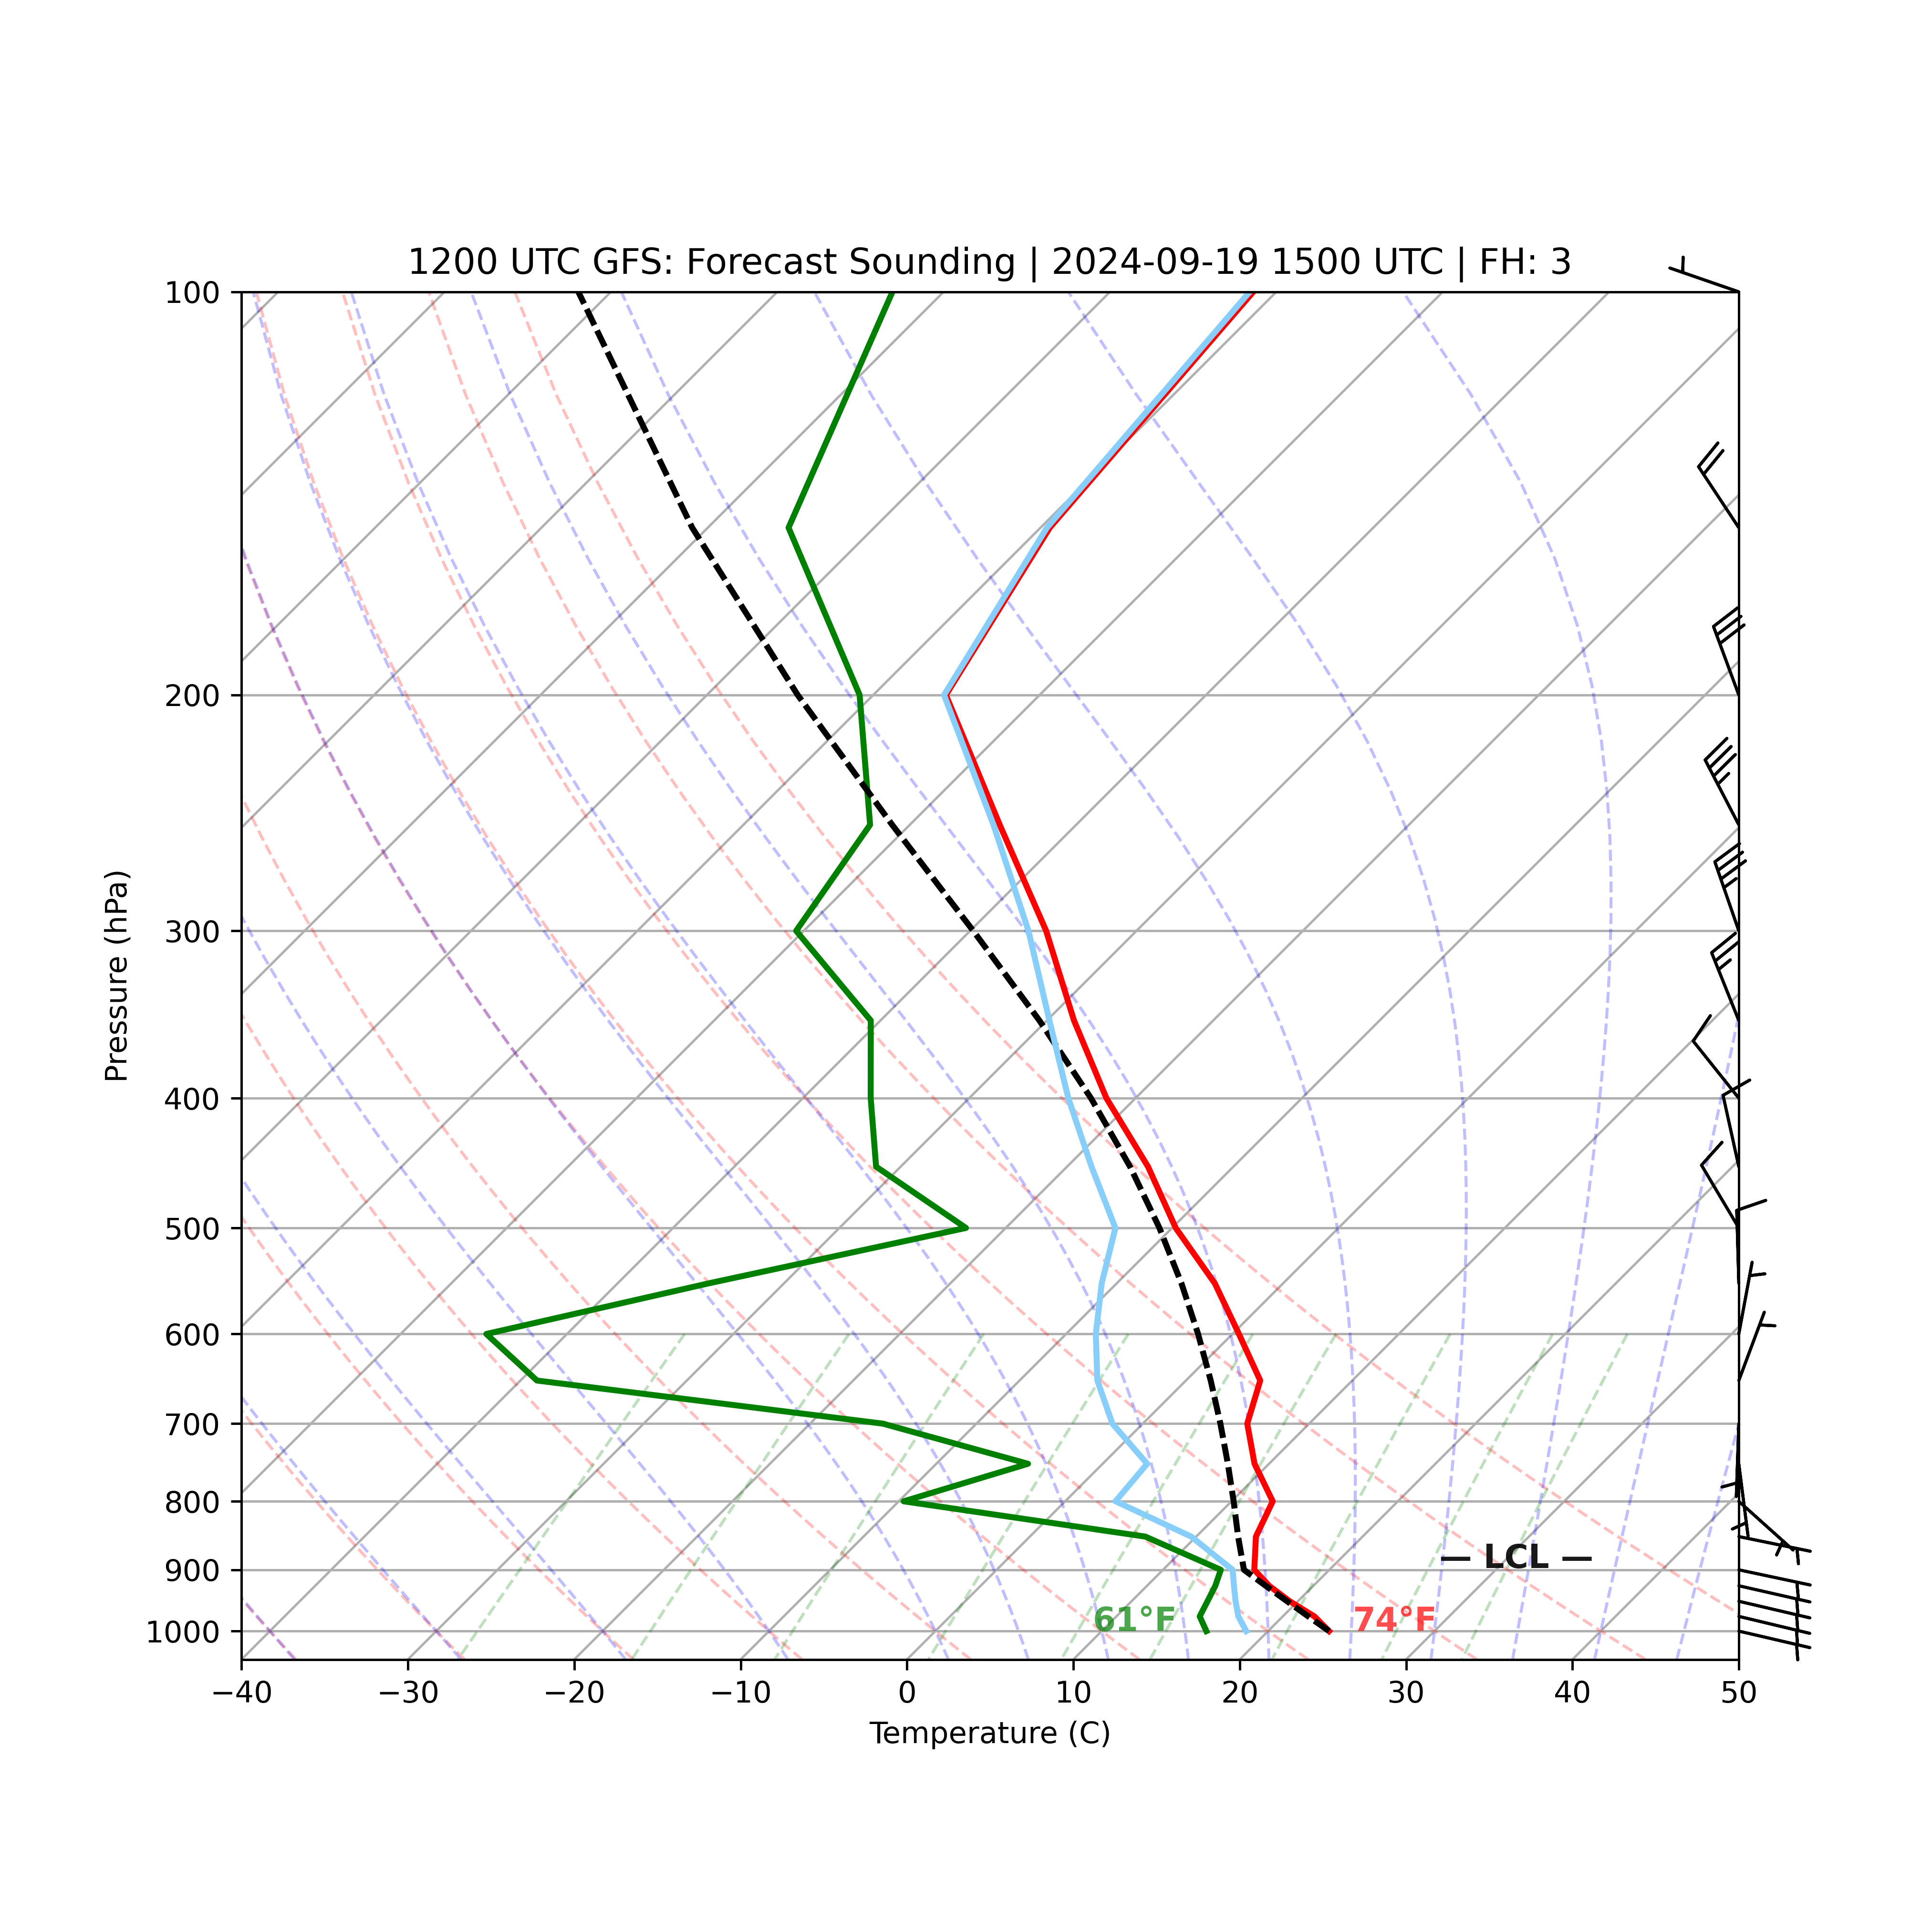 1200 UTC GFS: Forecast Sounding | 2024-09-19 1500 UTC | FH: 3
100
200
300
400
500
600
700
800
900
1000
Pressure (hPa)
— LCL —
61°F
74°F
−40 −30 −20 −10 0 10 20 30 40 50
Temperature (C)